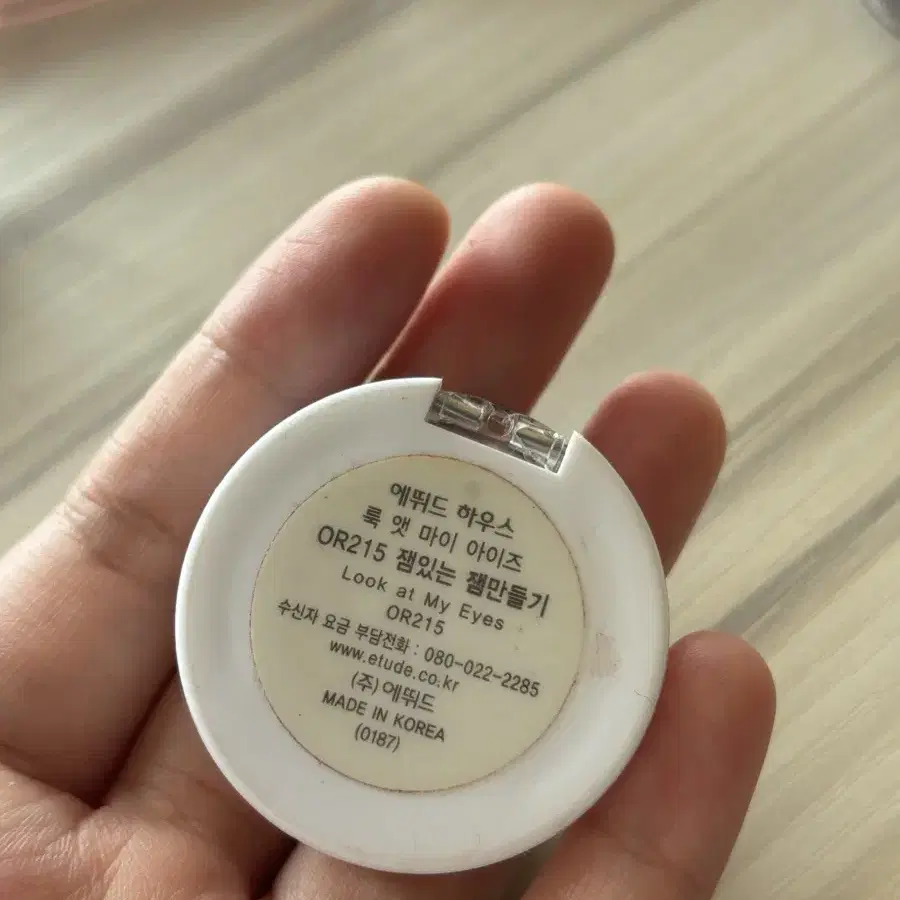 에뛰드 하우스
룩 앳 마이 아이즈
OR215 잼있는 잼만들기
Look at My Eyes
OR215
수신자 요금 부담전화 : 080-022-2285
www.etude.co.kr
(주)에뛰드
MADE IN KOREA
(0187)